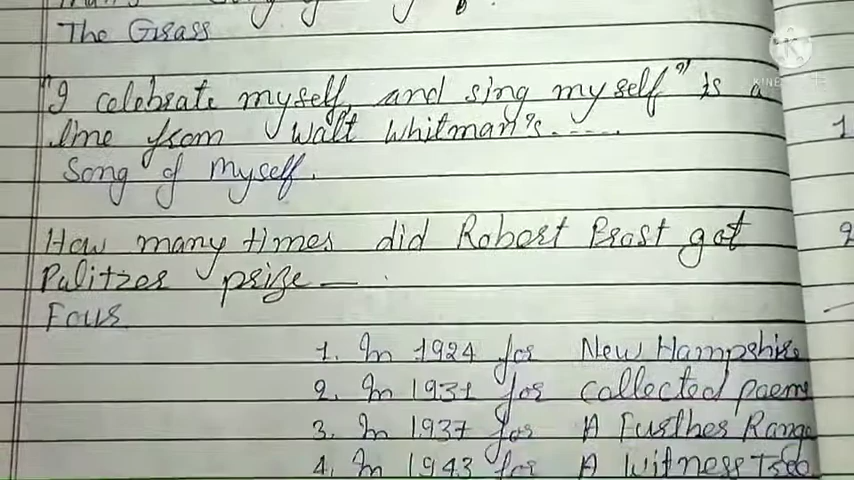 The Grass
"I celebrate myself, and sing myself" is a
line from Walt Whitman's.....
Song of Myself.
How many times did Robert Frost got
Pulitzer prize—.
Four
1. In 1924 for New Hampshire
2. In 1931 for collected poems
3. In 1937 for A Further Range
4. In 1943 for A Witness Tree
1
2